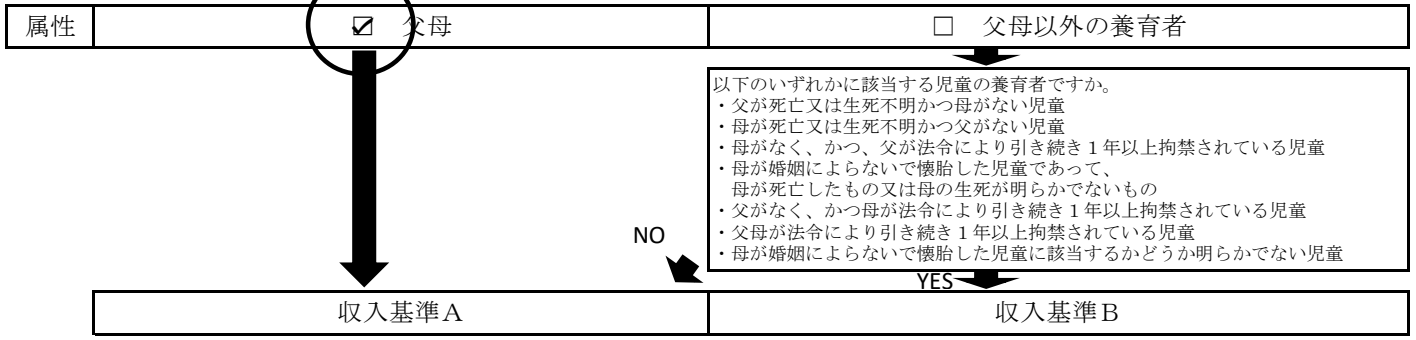 属性 ☑ 父母 □ 父母以外の養育者
以下のいずれかに該当する児童の養育者ですか。
・父が死亡又は生死不明かつ母がない児童
・母が死亡又は生死不明かつ父がない児童
・母がなく、かつ、父が法令により引き続き１年以上拘禁されている児童
・母が婚姻によらないで懐胎した児童であって、
母が死亡したもの又は母の生死が明らかでないもの
・父がなく、かつ母が法令により引き続き１年以上拘禁されている児童
・父母が法令により引き続き１年以上拘禁されている児童
・母が婚姻によらないで懐胎した児童に該当するかどうか明らかでない児童
NO
YES
収入基準Ａ 収入基準Ｂ